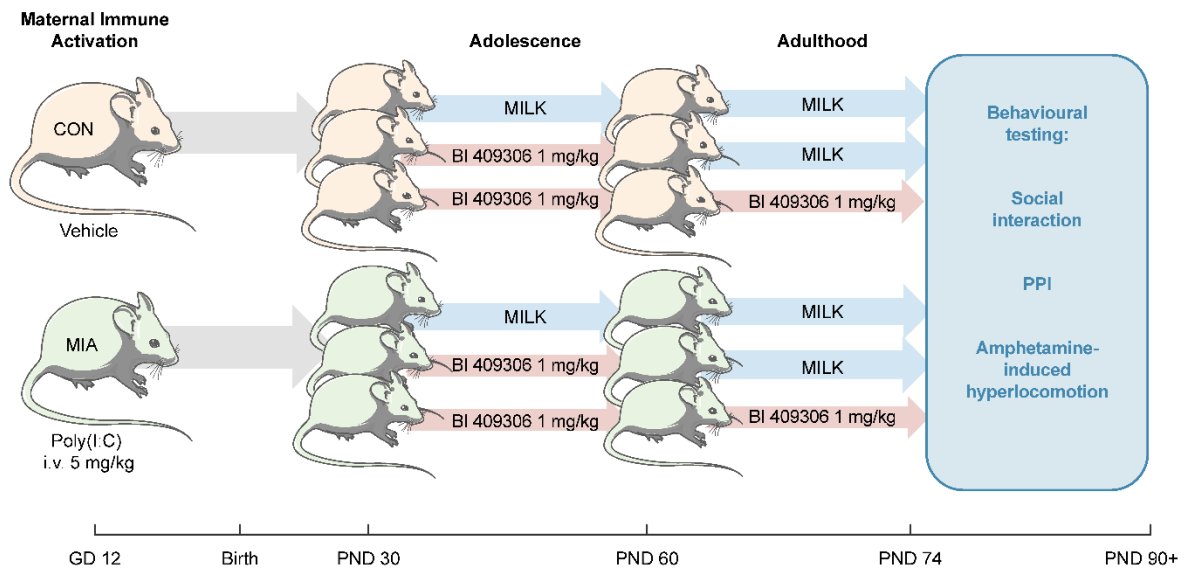 Maternal Immune
Activation
Adolescence
Adulthood
CON
Vehicle
MILK
MILK
BI 409306 1 mg/kg
MILK
BI 409306 1 mg/kg
BI 409306 1 mg/kg
MIA
Poly(I:C)
i.v. 5 mg/kg
MILK
MILK
BI 409306 1 mg/kg
MILK
BI 409306 1 mg/kg
BI 409306 1 mg/kg
Behavioural
testing:
Social
interaction
PPI
Amphetamine-
induced
hyperlocomotion
GD 12
Birth
PND 30
PND 60
PND 74
PND 90+